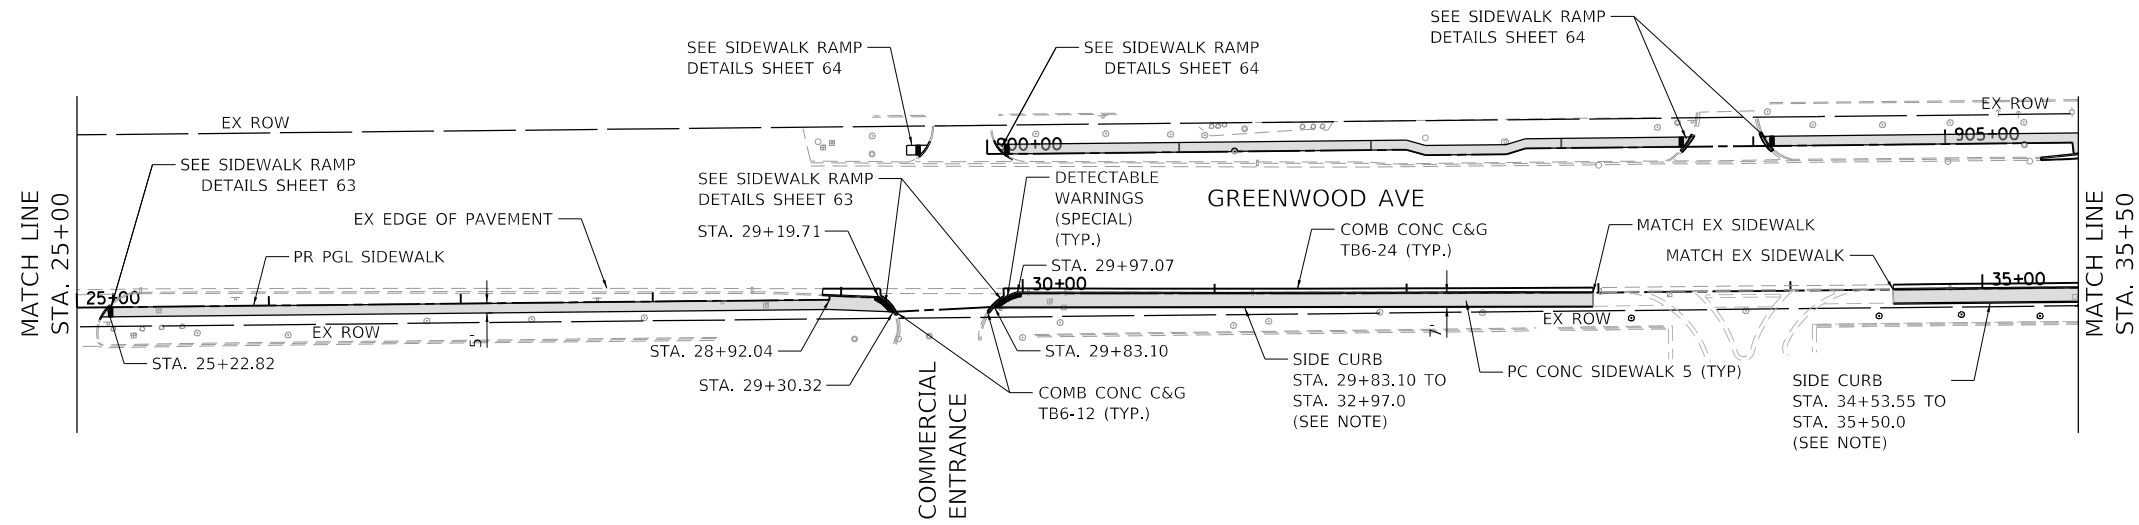 SEE SIDEWALK RAMP
DETAILS SHEET 64
SEE SIDEWALK RAMP
DETAILS SHEET 64
SEE SIDEWALK RAMP
DETAILS SHEET 64
EX ROW
EX ROW
900+00
905+00
MATCH LINE
STA. 25+00
SEE SIDEWALK RAMP
DETAILS SHEET 63
EX EDGE OF PAVEMENT
PR PGL SIDEWALK
SEE SIDEWALK RAMP
DETAILS SHEET 63
STA. 29+19.71
DETECTABLE
WARNINGS
(SPECIAL)
(TYP.)
STA. 29+97.07
GREENWOOD AVE
COMB CONC C&G
TB6-24 (TYP.)
MATCH EX SIDEWALK
MATCH EX SIDEWALK
MATCH LINE
STA. 35+50
25+00
30+00
35+00
EX ROW
EX ROW
5'
7'
STA. 25+22.82
STA. 28+92.04
STA. 29+30.32
COMMERCIAL
ENTRANCE
STA. 29+83.10
COMB CONC C&G
TB6-12 (TYP.)
SIDE CURB
STA. 29+83.10 TO
STA. 32+97.0
(SEE NOTE)
PC CONC SIDEWALK 5 (TYP)
SIDE CURB
STA. 34+53.55 TO
STA. 35+50.0
(SEE NOTE)